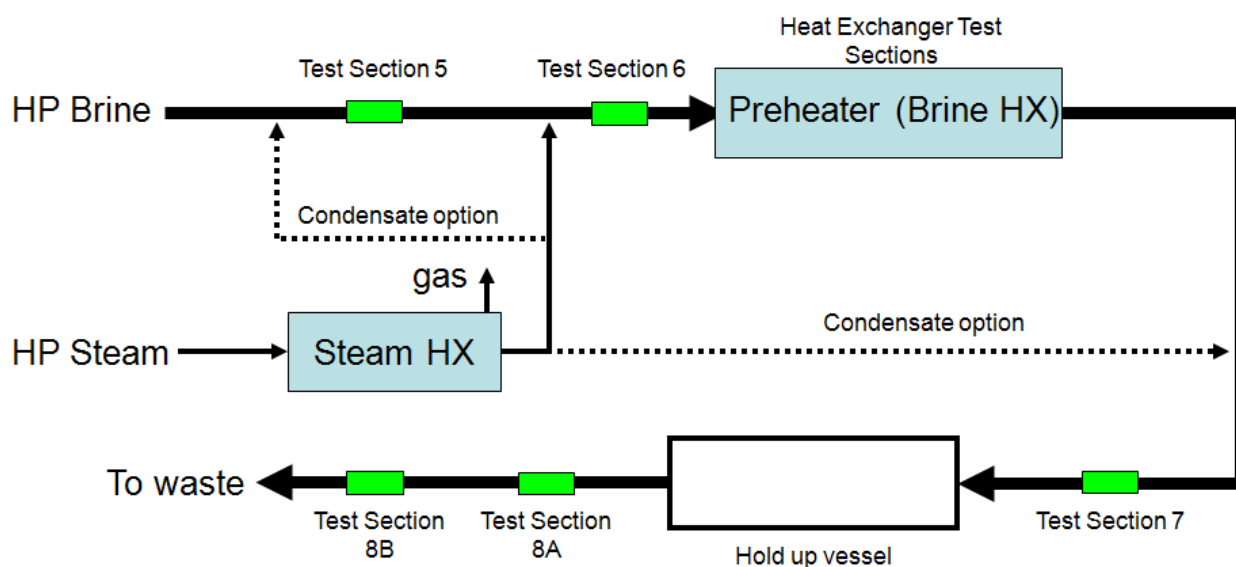 Heat Exchanger Test
Sections
Test Section 5
Test Section 6
HP Brine
Preheater (Brine HX)
Condensate option
gas
Condensate option
HP Steam
Steam HX
To waste
Test Section
8B
Test Section
8A
Test Section 7
Hold up vessel